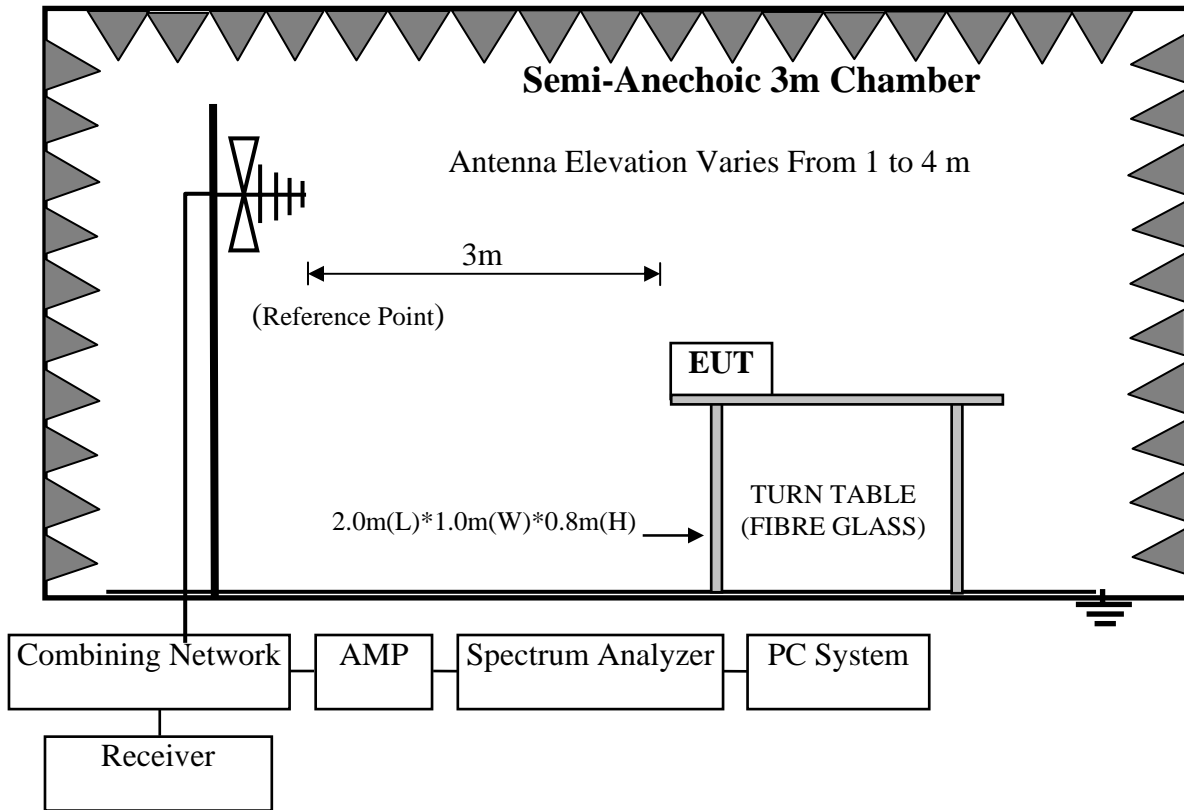 Semi-Anechoic 3m Chamber
Antenna Elevation Varies From 1 to 4 m
3m
(Reference Point)
EUT
TURN TABLE
(FIBRE GLASS)
2.0m(L)*1.0m(W)*0.8m(H)
Combining Network
AMP
Spectrum Analyzer
PC System
Receiver